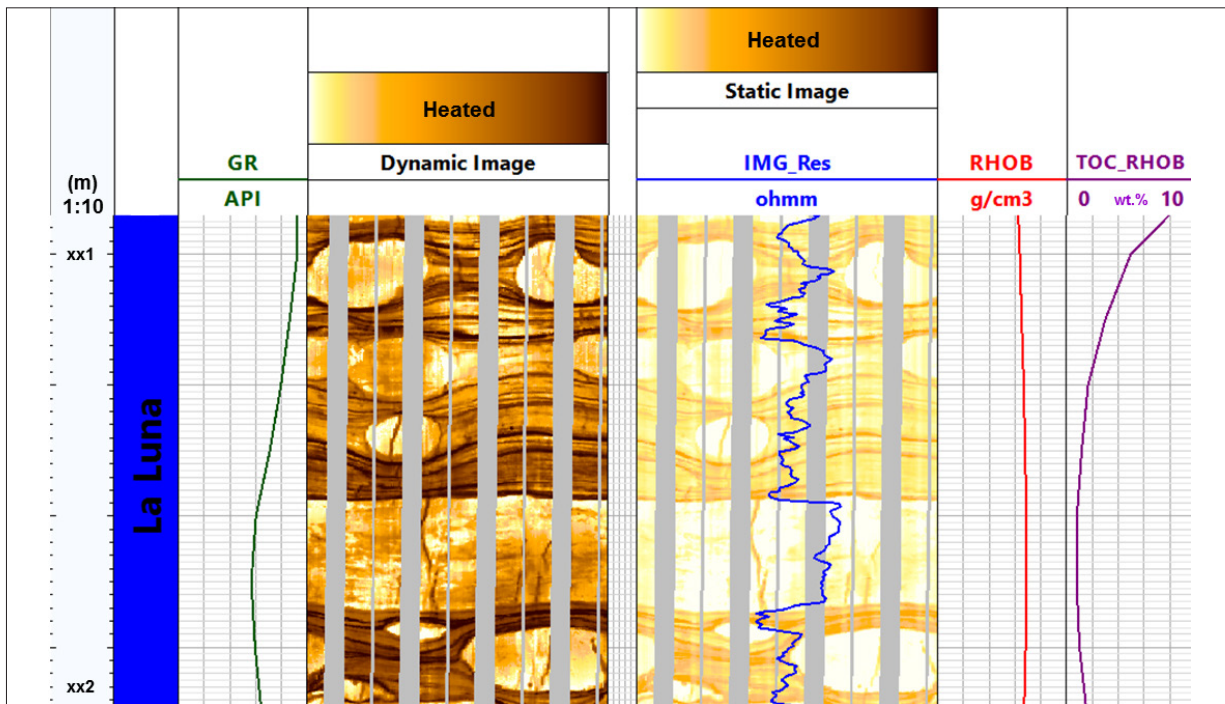 Heated
Static Image
Heated
Dynamic Image
(m)
1:10
GR
API
IMG_Res
ohmm
RHOB
g/cm3
TOC_RHOB
0 wt.% 10
xx1
La Luna
xx2